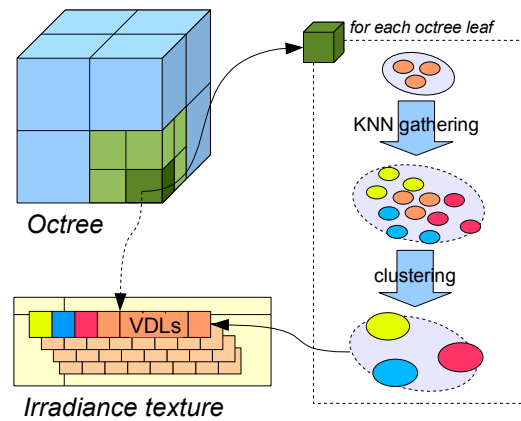 for each octree leaf
KNN gathering
Octree
clustering
VDLs
Irradiance texture